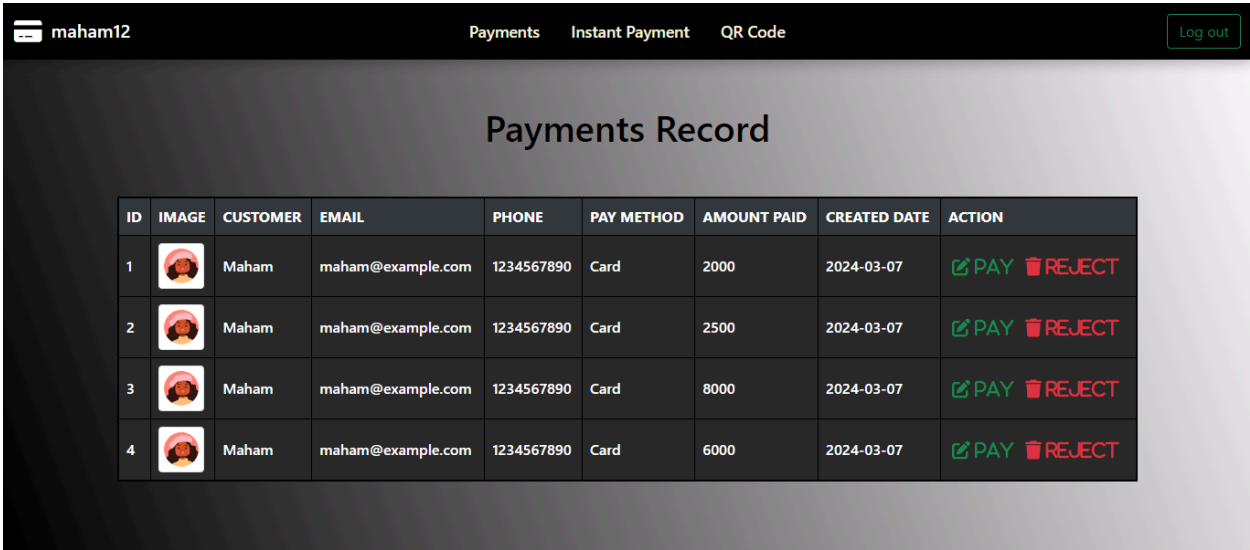 maham12 Payments Instant Payment QR Code Log out
Payments Record
ID IMAGE CUSTOMER EMAIL PHONE PAY METHOD AMOUNT PAID CREATED DATE ACTION
1 Maham maham@example.com 1234567890 Card 2000 2024-03-07 PAY REJECT
2 Maham maham@example.com 1234567890 Card 2500 2024-03-07 PAY REJECT
3 Maham maham@example.com 1234567890 Card 8000 2024-03-07 PAY REJECT
4 Maham maham@example.com 1234567890 Card 6000 2024-03-07 PAY REJECT